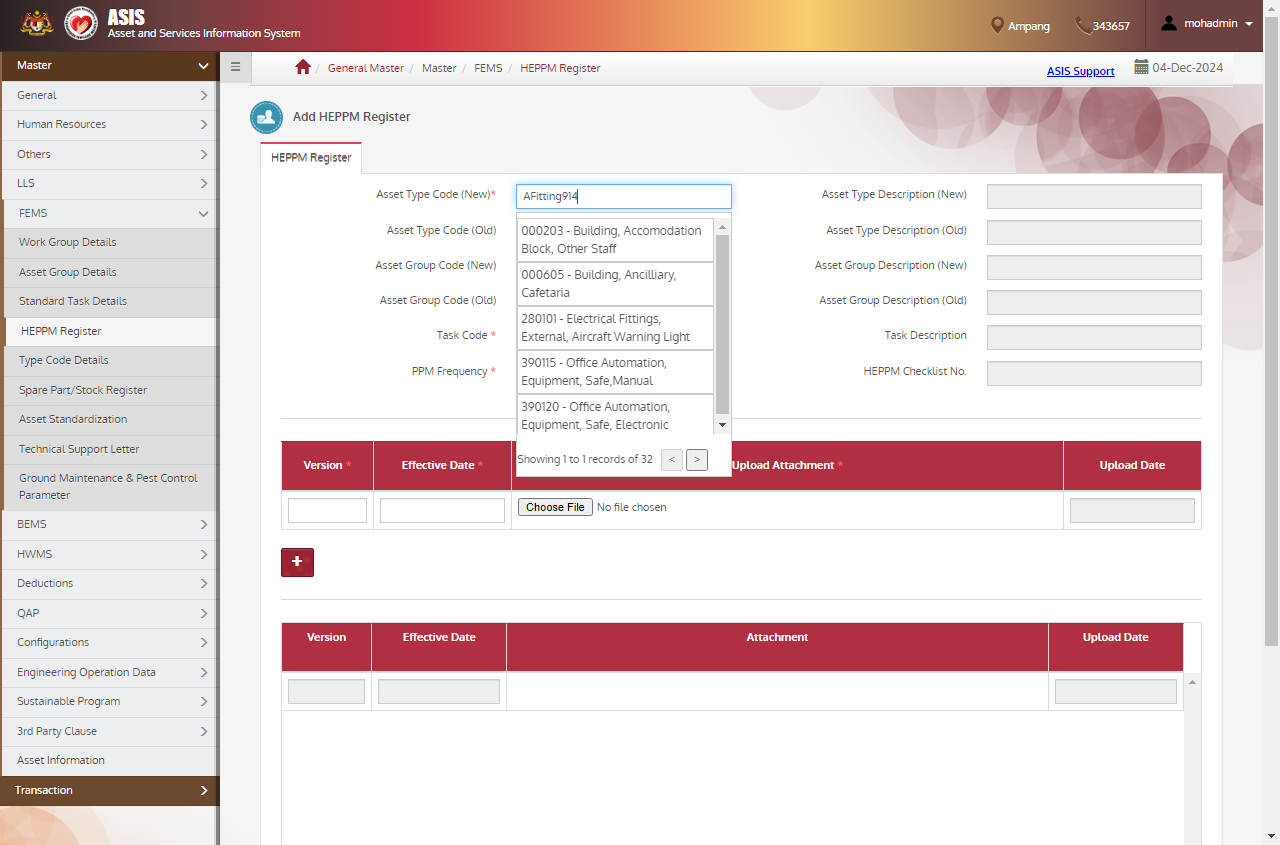 ASIS
Asset and Services Information System
Ampang
343657
mohadmin
Master
General
Human Resources
Others
LLS
FEMS
Work Group Details
Asset Group Details
Standard Task Details
HEPPM Register
Type Code Details
Spare Part/Stock Register
Asset Standardization
Technical Support Letter
Ground Maintenance & Pest Control
Parameter
BEMS
HWMS
Deductions
QAP
Configurations
Engineering Operation Data
Sustainable Program
3rd Party Clause
Asset Information
Transaction
/ General Master / Master / FEMS / HEPPM Register
ASIS Support
04-Dec-2024
Add HEPPM Register
HEPPM Register
Asset Type Code (New)*
AFitting914
Asset Type Description (New)
Asset Type Code (Old)
Asset Type Description (Old)
Asset Group Code (New)
Asset Group Description (New)
Asset Group Code (Old)
Asset Group Description (Old)
Task Code *
Task Description
PPM Frequency *
HEPPM Checklist No.
000203 - Building, Accomodation
Block, Other Staff
000605 - Building, Ancilliary,
Cafetaria
280101 - Electrical Fittings,
External, Aircraft Warning Light
390115 - Office Automation,
Equipment, Safe,Manual
390120 - Office Automation,
Equipment, Safe, Electronic
Showing 1 to 1 records of 32 < >
Version *
Effective Date *
Upload Attachment *
Upload Date
Choose File No file chosen
+
Version
Effective Date
Attachment
Upload Date